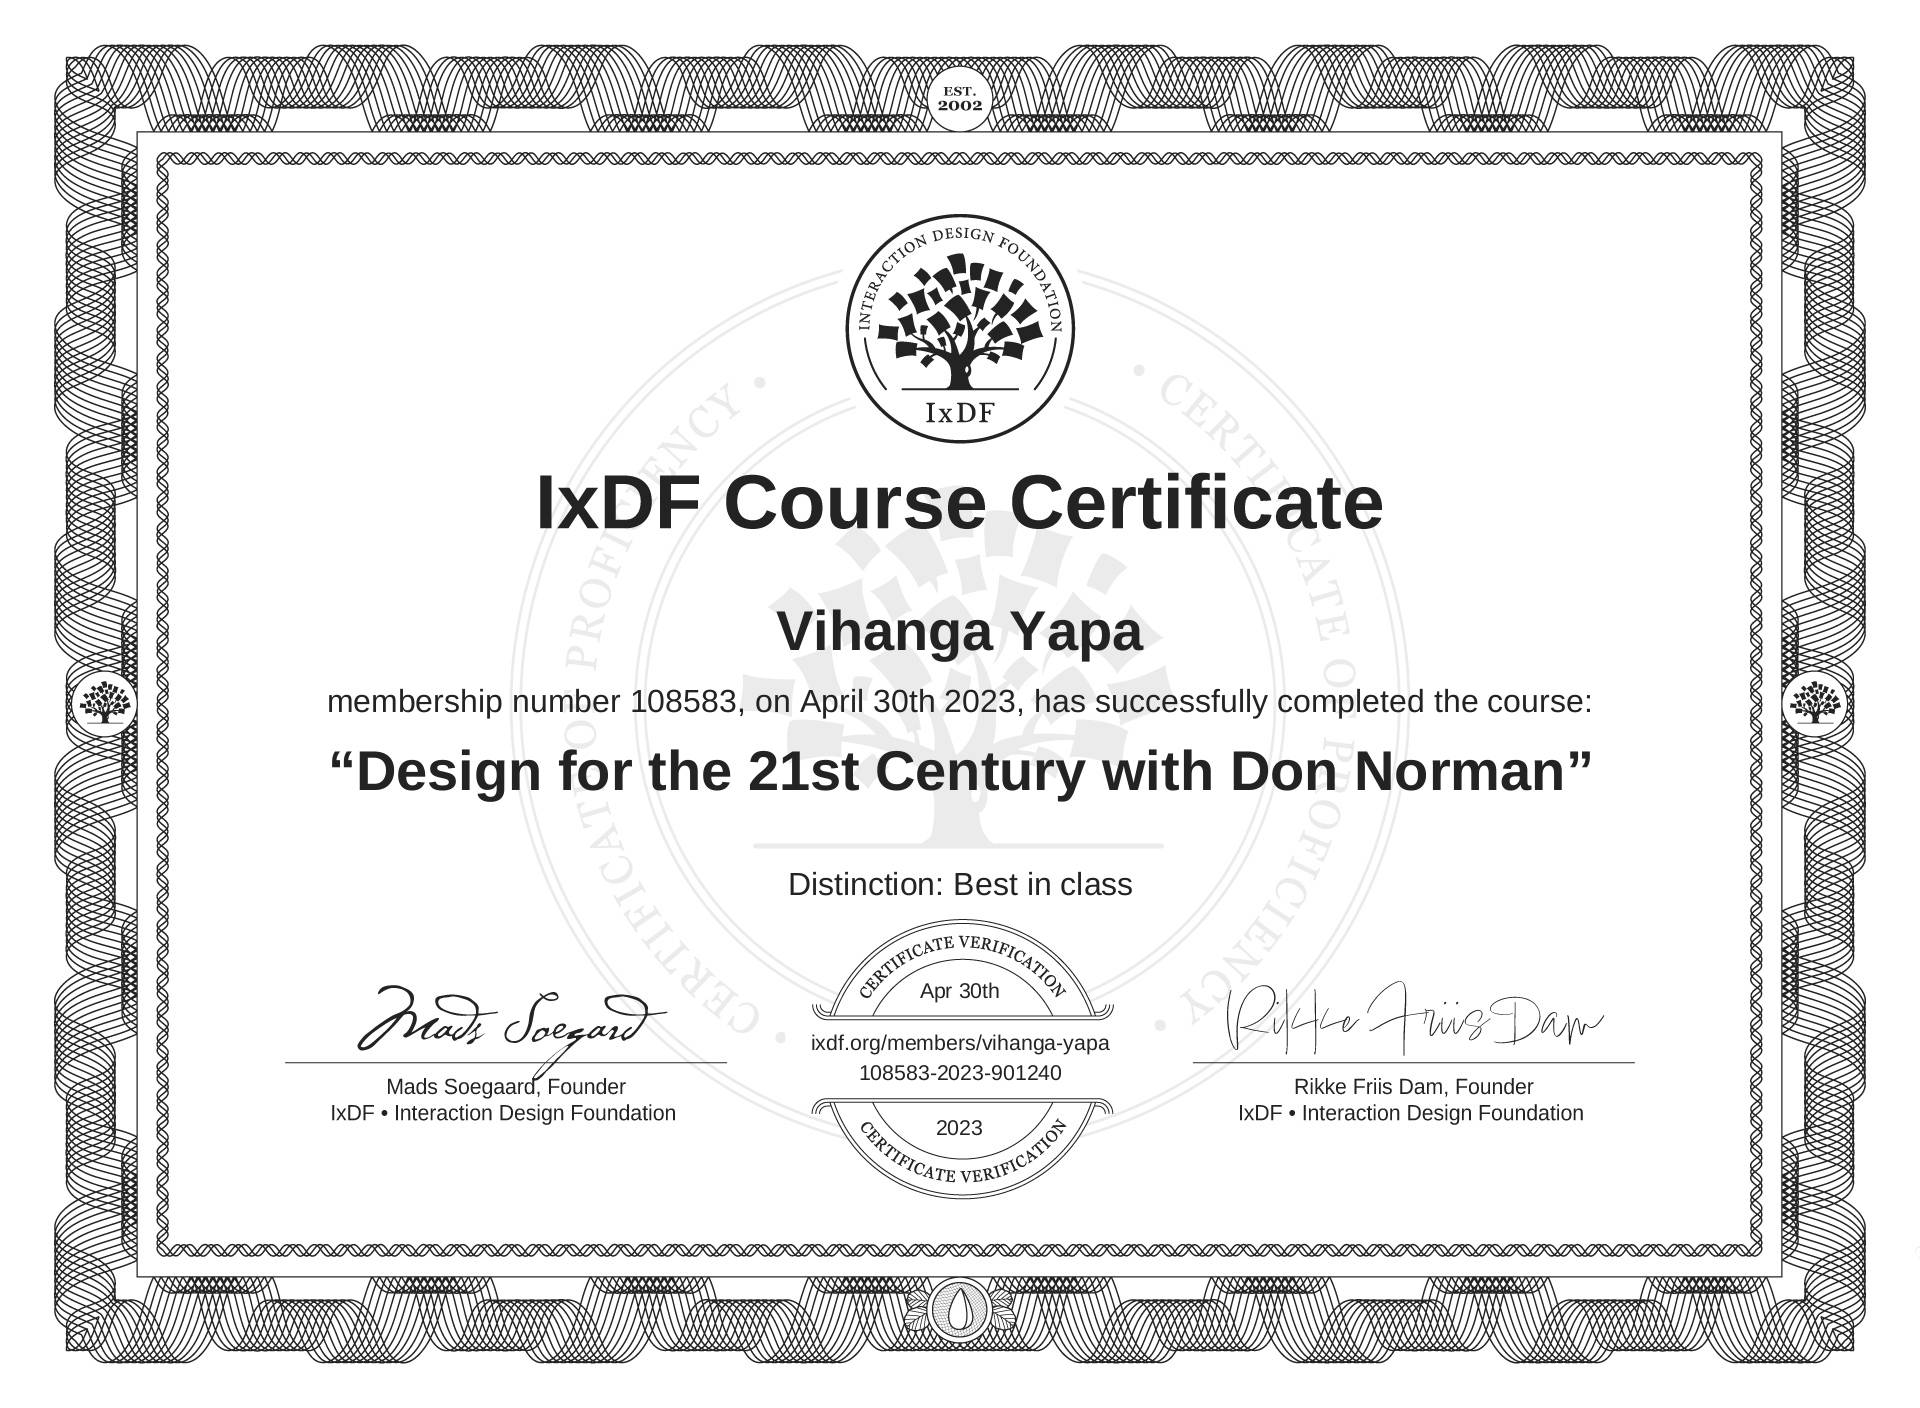 EST.
2002
INTERACTION DESIGN FOUNDATION
IxDF
• CERTIFICATE OF PROFICIENCY •
• CERTIFICATE OF PROFICIENCY •
IxDF Course Certificate
Vihanga Yapa
membership number 108583, on April 30th 2023, has successfully completed the course:
“Design for the 21st Century with Don Norman”
Distinction: Best in class
CERTIFICATE VERIFICATION
Apr 30th
ixdf.org/members/vihanga-yapa
108583-2023-901240
2023
CERTIFICATE VERIFICATION
Mads Soegaard
Mads Soegaard, Founder
IxDF • Interaction Design Foundation
Rikke Friis Dam
Rikke Friis Dam, Founder
IxDF • Interaction Design Foundation